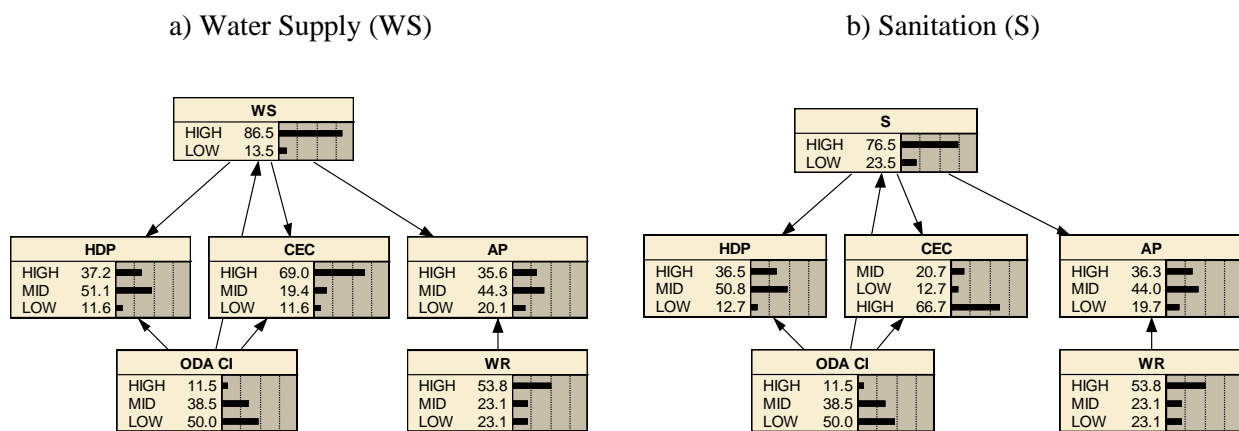 a) Water Supply (WS)
b) Sanitation (S)
WS
HIGH 86.5
LOW 13.5
S
HIGH 76.5
LOW 23.5
HDP
HIGH 37.2
MID 51.1
LOW 11.6
CEC
HIGH 69.0
MID 19.4
LOW 11.6
AP
HIGH 35.6
MID 44.3
LOW 20.1
HDP
HIGH 36.5
MID 50.8
LOW 12.7
CEC
MID 20.7
LOW 12.7
HIGH 66.7
AP
HIGH 36.3
MID 44.0
LOW 19.7
ODA CI
HIGH 11.5
MID 38.5
LOW 50.0
WR
HIGH 53.8
MID 23.1
LOW 23.1
ODA CI
HIGH 11.5
MID 38.5
LOW 50.0
WR
HIGH 53.8
MID 23.1
LOW 23.1